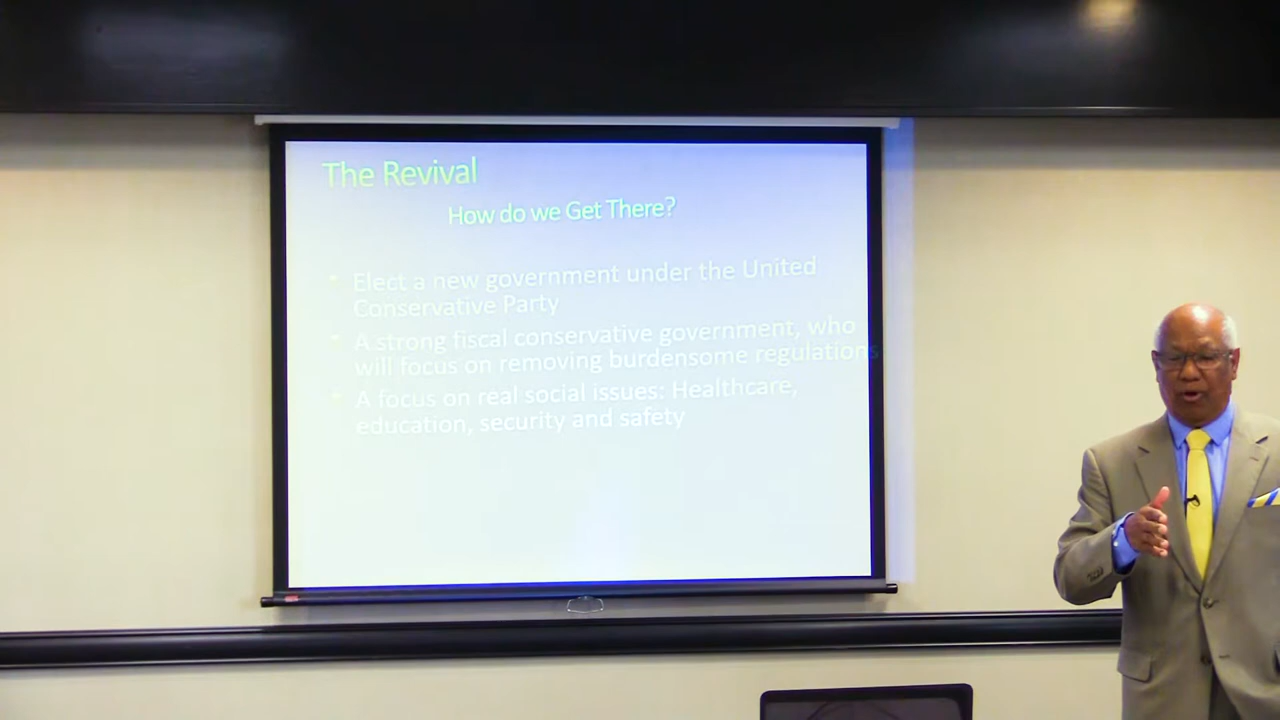 The Revival
How do we Get There?
• Elect a new government under the United
Conservative Party
• A strong fiscal conservative government, who
will focus on removing burdensome regulations
• A focus on real social issues: Healthcare,
education, security and safety